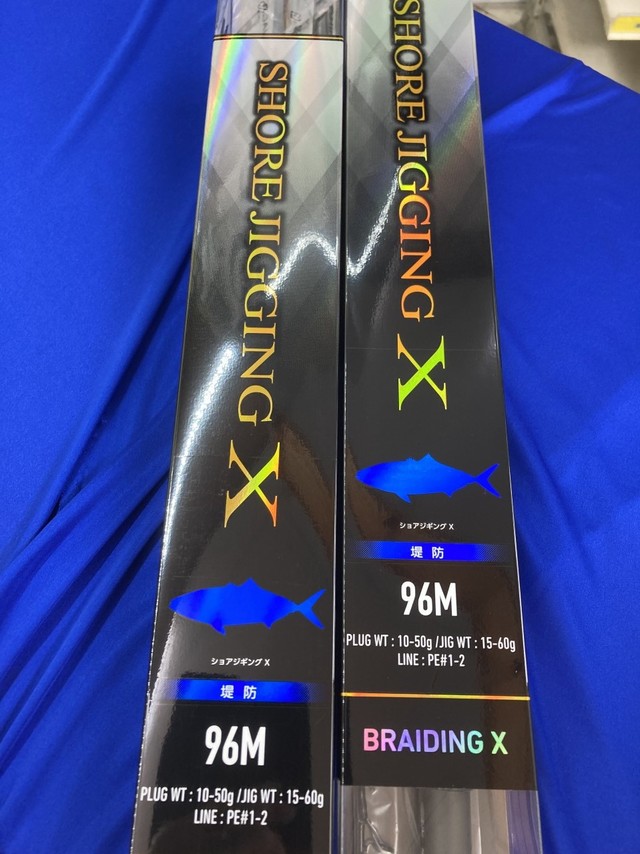 SHORE JIGGING X
ショアジギング X
堤防
96M
PLUG WT : 10-50g /JIG WT : 15-60g
LINE : PE#1-2
SHORE JIGGING X
ショアジギング X
堤防
96M
PLUG WT : 10-50g /JIG WT : 15-60g
LINE : PE#1-2
BRAIDING X